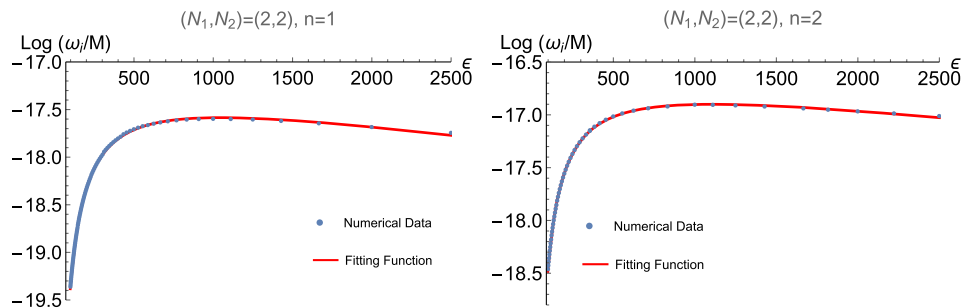 (N₁,N₂)=(2,2), n=1
Log (ωᵢ/M)
-17.0
500 1000 1500 2000 2500 ϵ
-17.5
-18.0
-18.5
-19.0
-19.5
Numerical Data
Fitting Function
(N₁,N₂)=(2,2), n=2
Log (ωᵢ/M)
-16.5
500 1000 1500 2000 2500 ϵ
-17.0
-17.5
-18.0
-18.5
Numerical Data
Fitting Function